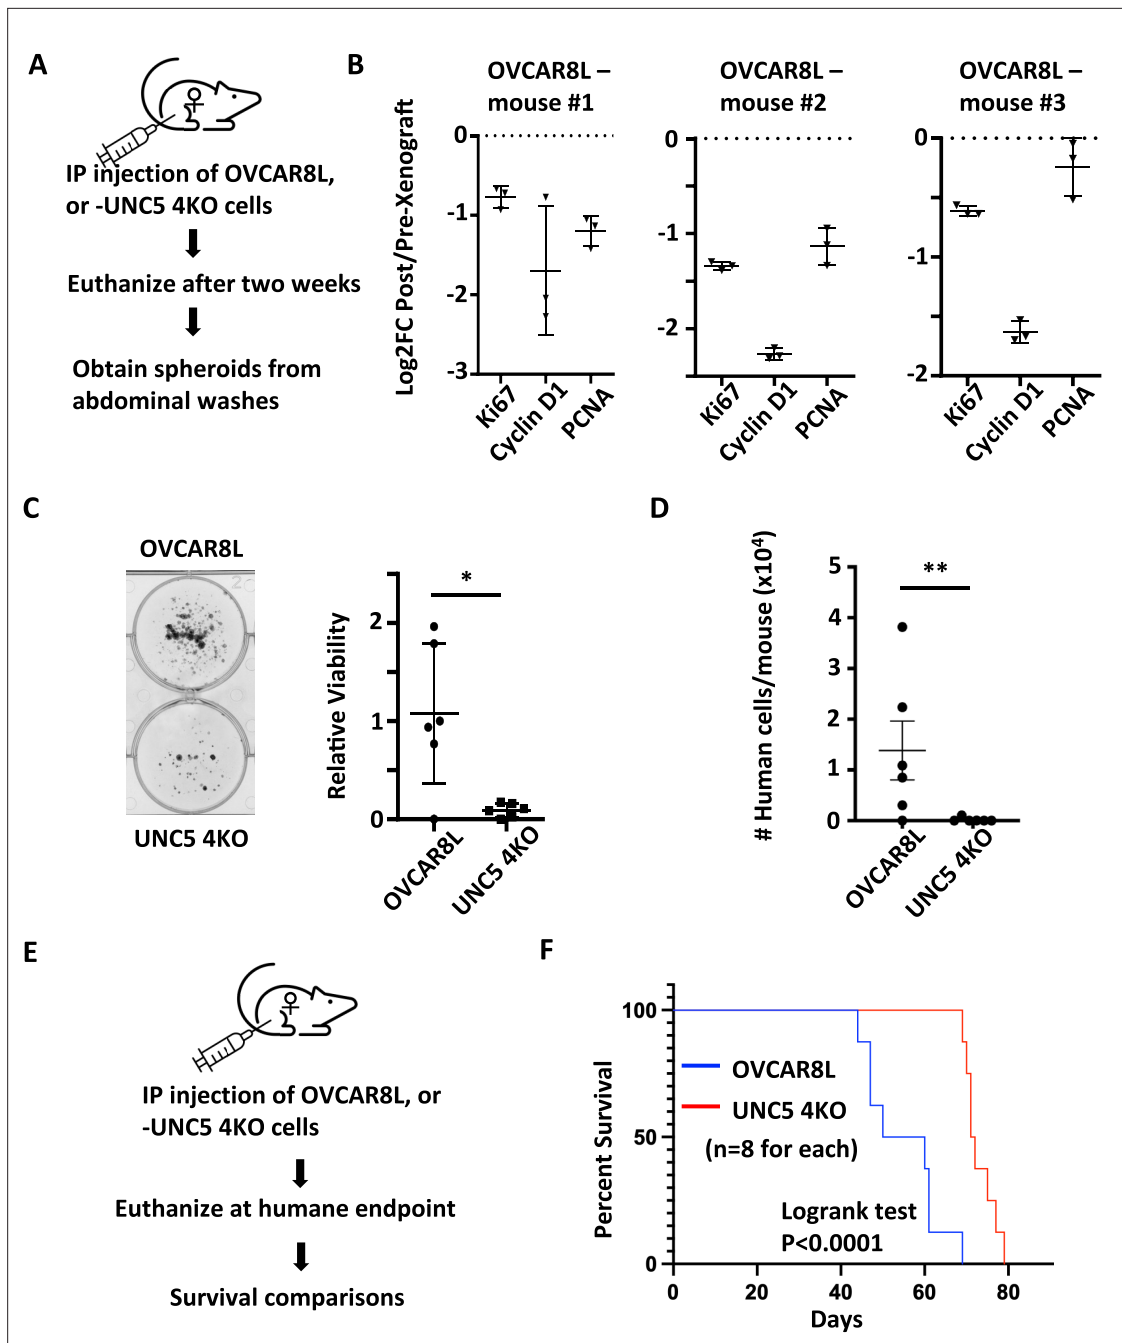 A
IP injection of OVCAR8L,
or -UNC5 4KO cells
Euthanize after two weeks
Obtain spheroids from
abdominal washes
B
OVCAR8L –
mouse #1
OVCAR8L –
mouse #2
OVCAR8L –
mouse #3
Log2FC Post/Pre-Xenograft
0
-1
-2
-3
Ki67
Cyclin D1
PCNA
0
-1
-2
Ki67
Cyclin D1
PCNA
0
-1
-2
Ki67
Cyclin D1
PCNA
C
OVCAR8L
2
UNC5 4KO
Relative Viability
2
1
0
*
OVCAR8L
UNC5 4KO
D
# Human cells/mouse (x10⁴)
5
4
3
2
1
0
**
OVCAR8L
UNC5 4KO
E
IP injection of OVCAR8L, or
-UNC5 4KO cells
Euthanize at humane endpoint
Survival comparisons
F
Percent Survival
100
50
0
OVCAR8L
UNC5 4KO
(n=8 for each)
Logrank test
P<0.0001
0
20
40
60
80
Days